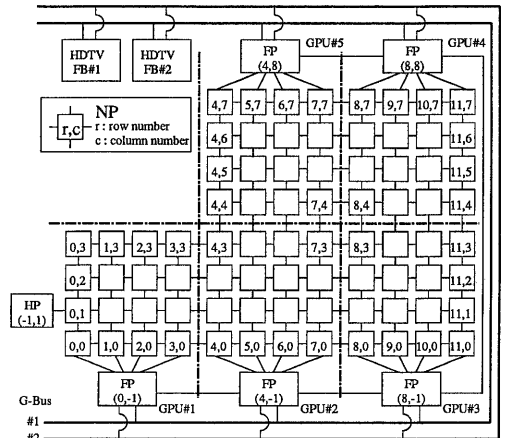 HDTV
FB#1
HDTV
FB#2
FP
(4,8)
GPU#5
FP
(8,8)
GPU#4
NP
r,c
r : row number
c : column number
4,7 5,7 6,7 7,7 8,7 9,7 10,7 11,7
4,6 11,6
4,5 11,5
4,4 7,4 8,4 11,4
0,3 1,3 2,3 3,3 4,3 7,3 8,3 11,3
0,2 11,2
HP
(-1,1)
0,1 11,1
0,0 1,0 2,0 3,0 4,0 5,0 6,0 7,0 8,0 9,0 10,0 11,0
FP
(0,-1)
GPU#1
FP
(4,-1)
GPU#2
FP
(8,-1)
GPU#3
G-Bus
#1
#2